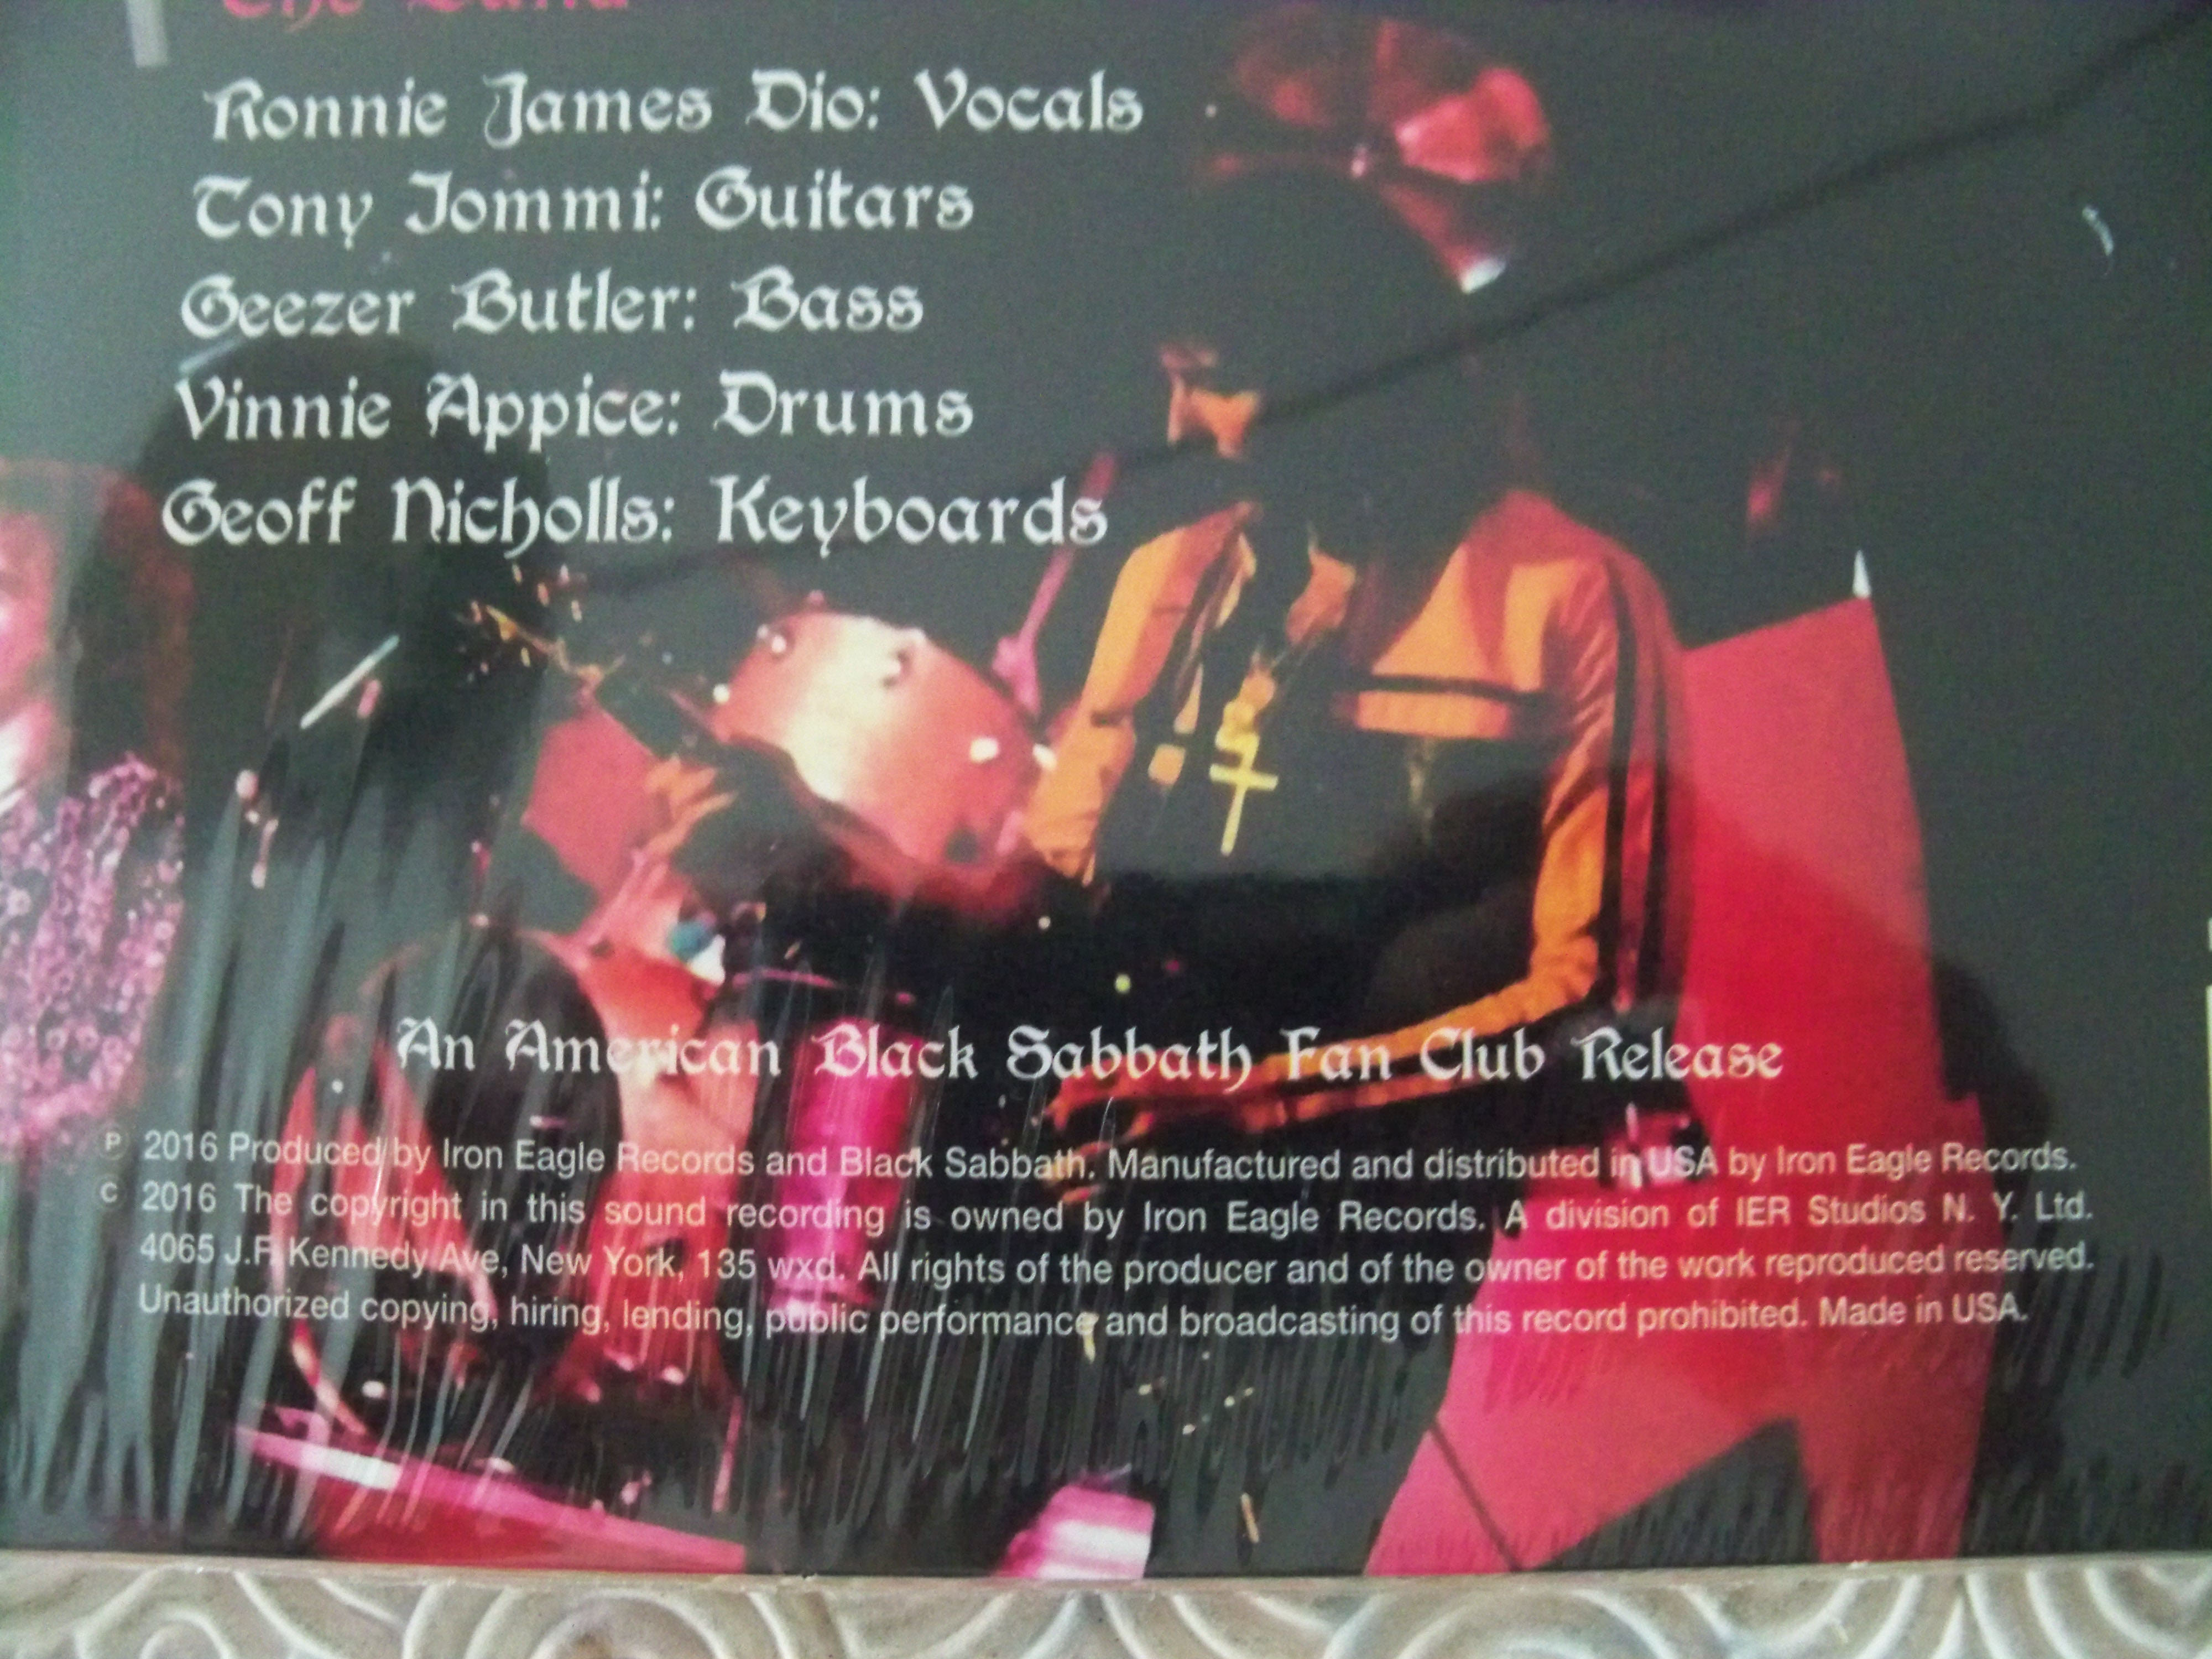 The Band
Ronnie James Dio: Vocals
Tony Iommi: Guitars
Geezer Butler: Bass
Vinnie Appice: Drums
Geoff Nicholls: Keyboards
An American Black Sabbath Fan Club Release
P 2016 Produced by Iron Eagle Records and Black Sabbath. Manufactured and distributed in USA by Iron Eagle Records.
C 2016 The copyright in this sound recording is owned by Iron Eagle Records. A division of IER Studios N. Y. Ltd.
4065 J.F. Kennedy Ave, New York, 135 wxd. All rights of the producer and of the owner of the work reproduced reserved.
Unauthorized copying, hiring, lending, public performance and broadcasting of this record prohibited. Made in USA.